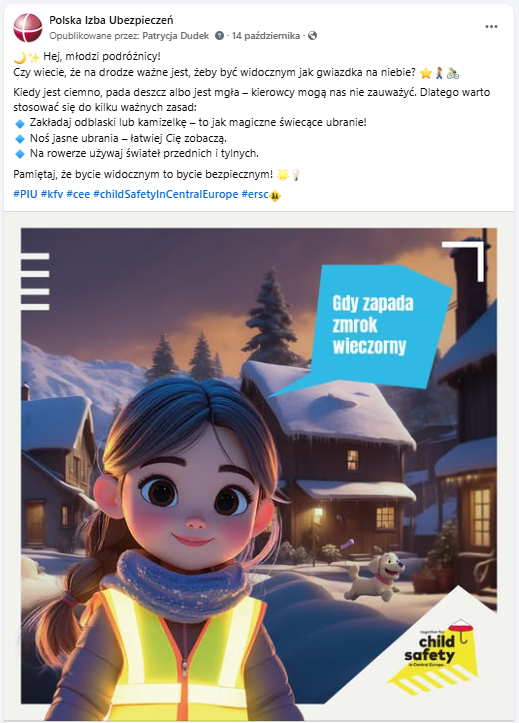 Polska Izba Ubezpieczeń
Opublikowane przez: Patrycja Dudek · 14 października ·
🌙✨ Hej, młodzi podróżnicy!
Czy wiecie, że na drodze ważne jest, żeby być widocznym jak gwiazdka na niebie? ⭐🚶🚴
Kiedy jest ciemno, pada deszcz albo jest mgła – kierowcy mogą nas nie zauważyć. Dlatego warto
stosować się do kilku ważnych zasad:
🔹 Zakładaj odblaski lub kamizelkę – to jak magiczne świecące ubranie!
🔹 Noś jasne ubrania – łatwiej Cię zobaczą.
🔹 Na rowerze używaj świateł przednich i tylnych.
Pamiętaj, że bycie widocznym to bycie bezpiecznym! 🌟💡
#PIU #kfv #cee #childSafetyInCentralEurope #ersc
Gdy zapada
zmrok
wieczorny
together for
child
safety
in Central Europe.